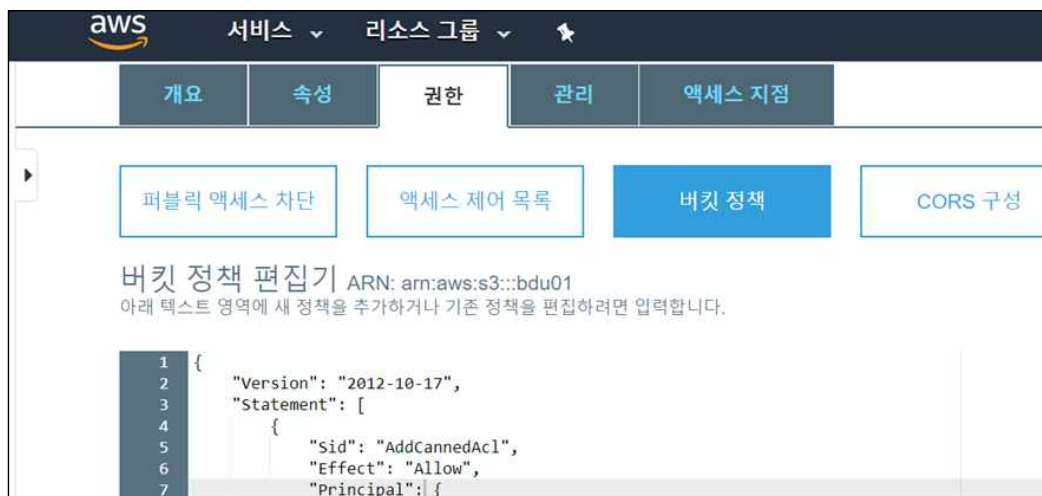 aws 서비스 리소스 그룹
개요 속성 권한 관리 액세스 지점
퍼블릭 액세스 차단 액세스 제어 목록 버킷 정책 CORS 구성
버킷 정책 편집기 ARN: arn:aws:s3:::bdu01
아래 텍스트 영역에 새 정책을 추가하거나 기존 정책을 편집하려면 입력합니다.
1 {
2 "Version": "2012-10-17",
3 "Statement": [
4 {
5 "Sid": "AddCannedAcl",
6 "Effect": "Allow",
7 "Principal": {